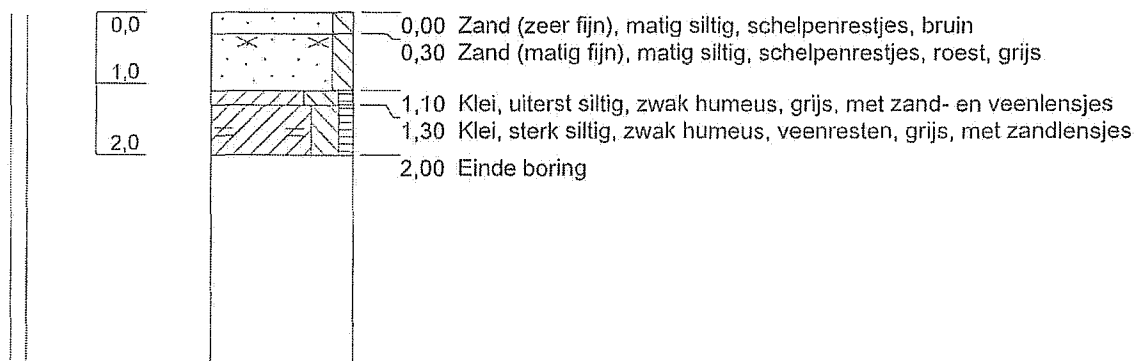 0,0
1,0
2,0
0,00 Zand (zeer fijn), matig siltig, schelpenrestjes, bruin
0,30 Zand (matig fijn), matig siltig, schelpenrestjes, roest, grijs
1,10 Klei, uiterst siltig, zwak humeus, grijs, met zand- en veenlensjes
1,30 Klei, sterk siltig, zwak humeus, veenresten, grijs, met zandlensjes
2,00 Einde boring